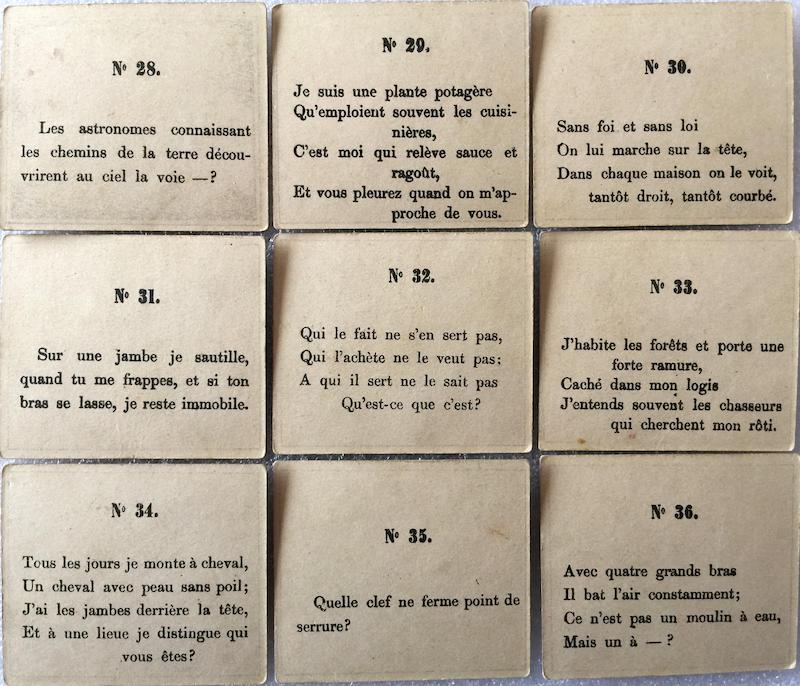 Nº 28.
Les astronomes connaissant
les chemins de la terre décou-
vrirent au ciel la voie — ?
Nº 29.
Je suis une plante potagère
Qu'emploient souvent les cuisi-
nières,
C'est moi qui relève sauce et
ragoût,
Et vous pleurez quand on m'ap-
proche de vous.
Nº 30.
Sans foi et sans loi
On lui marche sur la tête,
Dans chaque maison on le voit,
tantôt droit, tantôt courbé.
Nº 31.
Sur une jambe je sautille,
quand tu me frappes, et si ton
bras se lasse, je reste immobile.
Nº 32.
Qui le fait ne s'en sert pas,
Qui l'achète ne le veut pas;
A qui il sert ne le sait pas
Qu'est-ce que c'est?
Nº 33.
J'habite les forêts et porte une
forte ramure,
Caché dans mon logis
J'entends souvent les chasseurs
qui cherchent mon rôti.
Nº 34.
Tous les jours je monte à cheval,
Un cheval avec peau sans poil;
J'ai les jambes derrière la tête,
Et à une lieue je distingue qui
vous êtes?
Nº 35.
Quelle clef ne ferme point de
serrure?
Nº 36.
Avec quatre grands bras
Il bat l'air constamment;
Ce n'est pas un moulin à eau,
Mais un à — ?